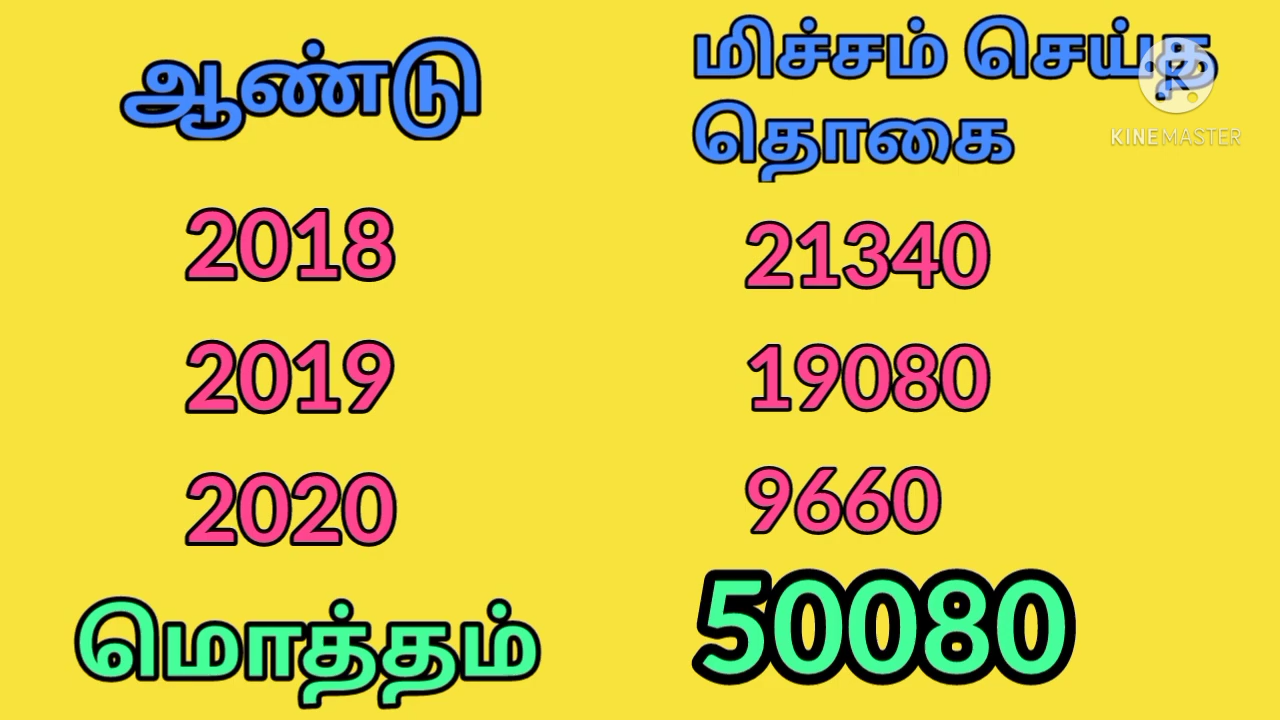 ஆண்டு
மிச்சம் செய்த
தொகை
KINEMASTER
2018 21340
2019 19080
2020 9660
மொத்தம் 50080